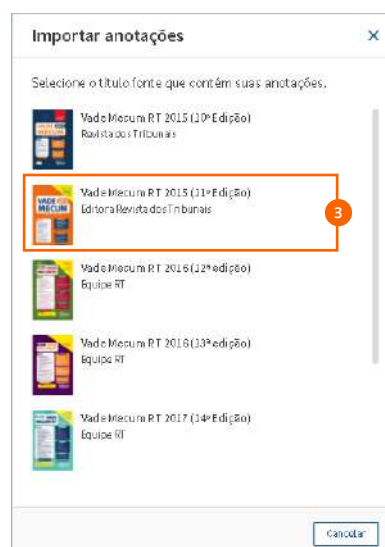 Importar anotações
Selecione o título fonte que contém suas anotações.
Vade Mecum RT 2015 (10ª Edição)
Revista dos Tribunais
Vade Mecum RT 2015 (11ª Edição)
Editora Revista dos Tribunais
3
Vade Mecum RT 2016 (12ª edição)
Equipe RT
Vade Mecum RT 2016 (13ª edição)
Equipe RT
Vade Mecum RT 2017 (14ª Edição)
Equipe RT
Cancelar